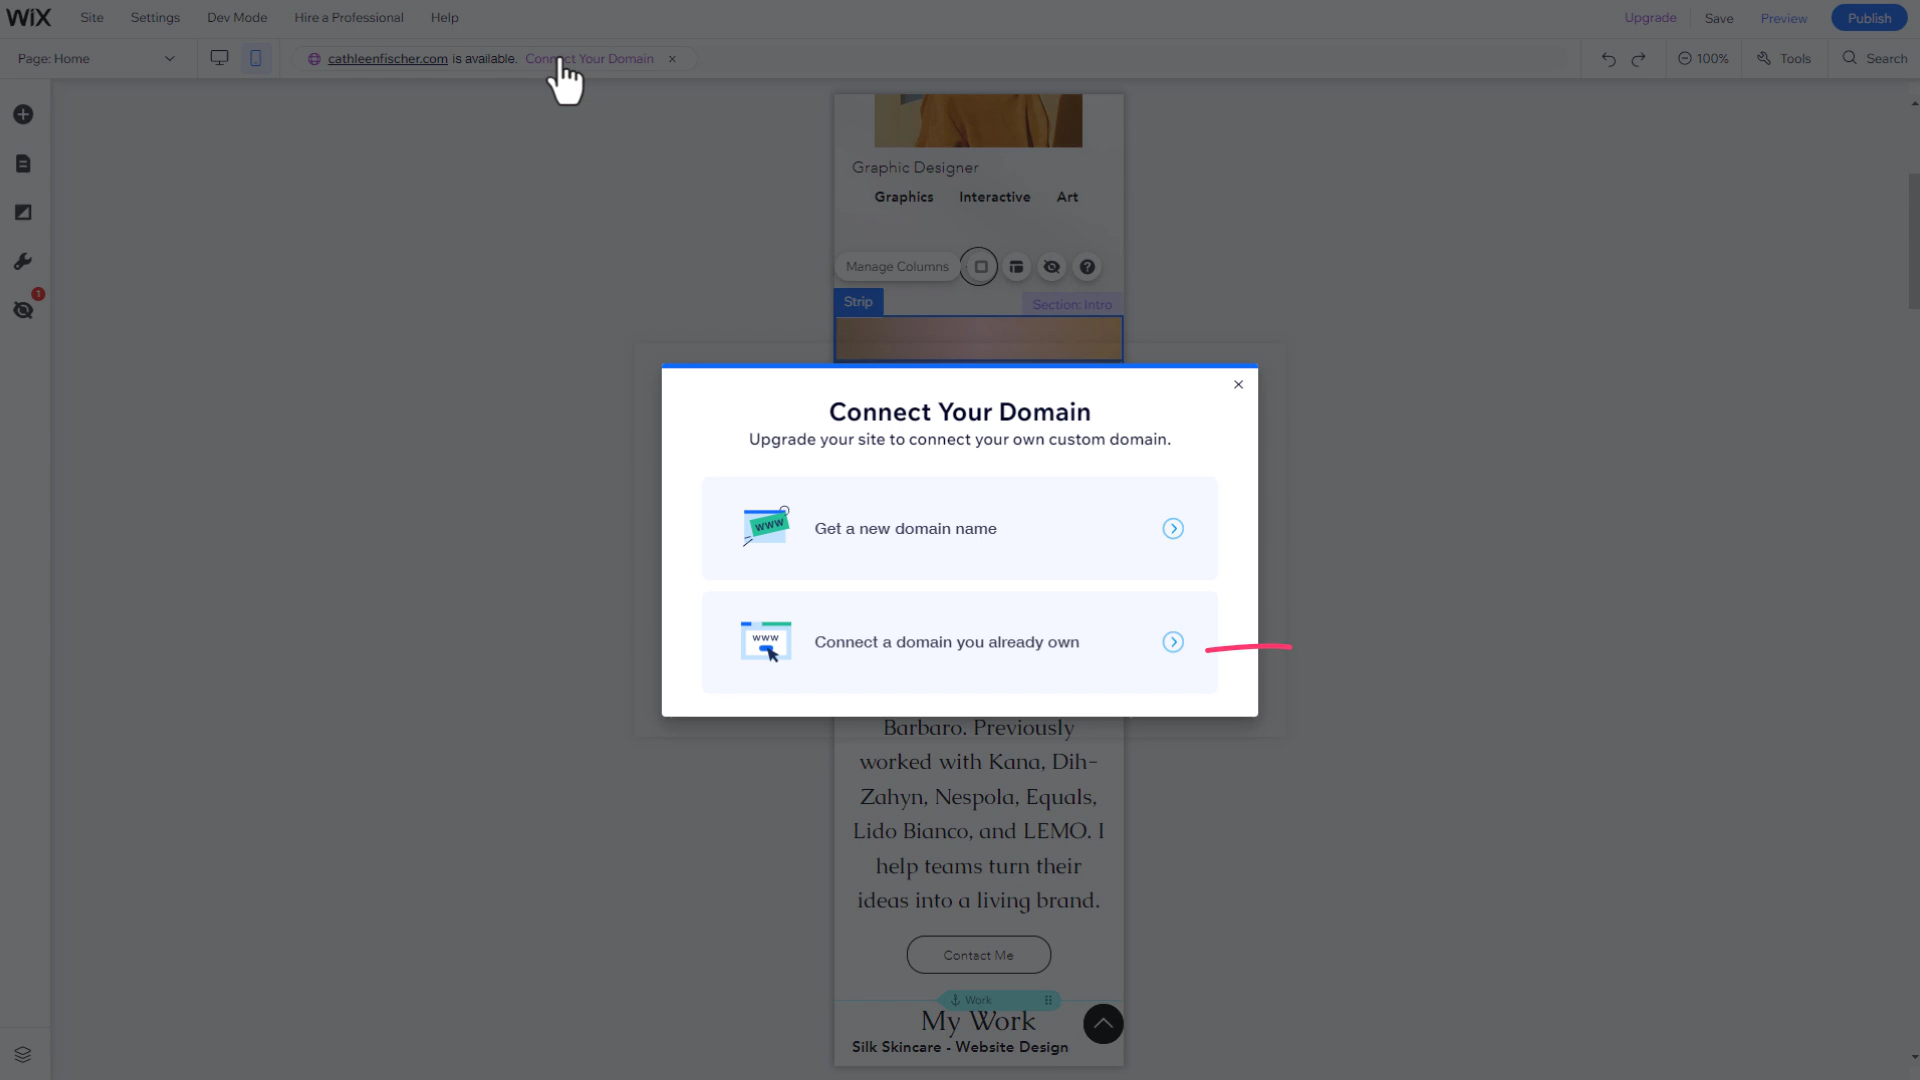 WiX Site Settings Dev Mode Hire a Professional Help Upgrade Save Preview Publish
Page: Home cathleenfischer.com is available. Connect Your Domain 100% Tools Search
Graphic Designer
Graphics Interactive Art
Manage Columns
1
Strip Section: Intro
Connect Your Domain
Upgrade your site to connect your own custom domain.
www Get a new domain name
www Connect a domain you already own
Barbaro. Previously
worked with Kana, Dih-
Zahyn, Nespola, Equals,
Lido Bianco, and LEMO. I
help teams turn their
ideas into a living brand.
Contact Me
Work
My Work
Silk Skincare - Website Design